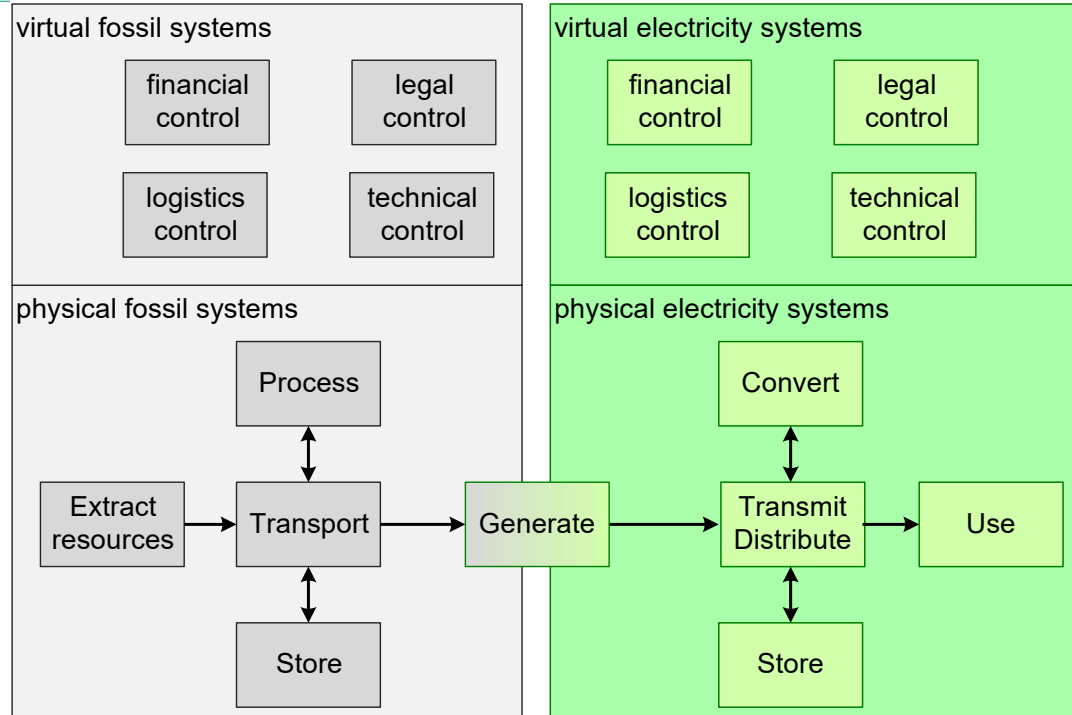 virtual fossil systems
financial
control
legal
control
logistics
control
technical
control
virtual electricity systems
financial
control
legal
control
logistics
control
technical
control
physical fossil systems
Process
Extract
resources
Transport
Generate
Store
physical electricity systems
Convert
Transmit
Distribute
Use
Store